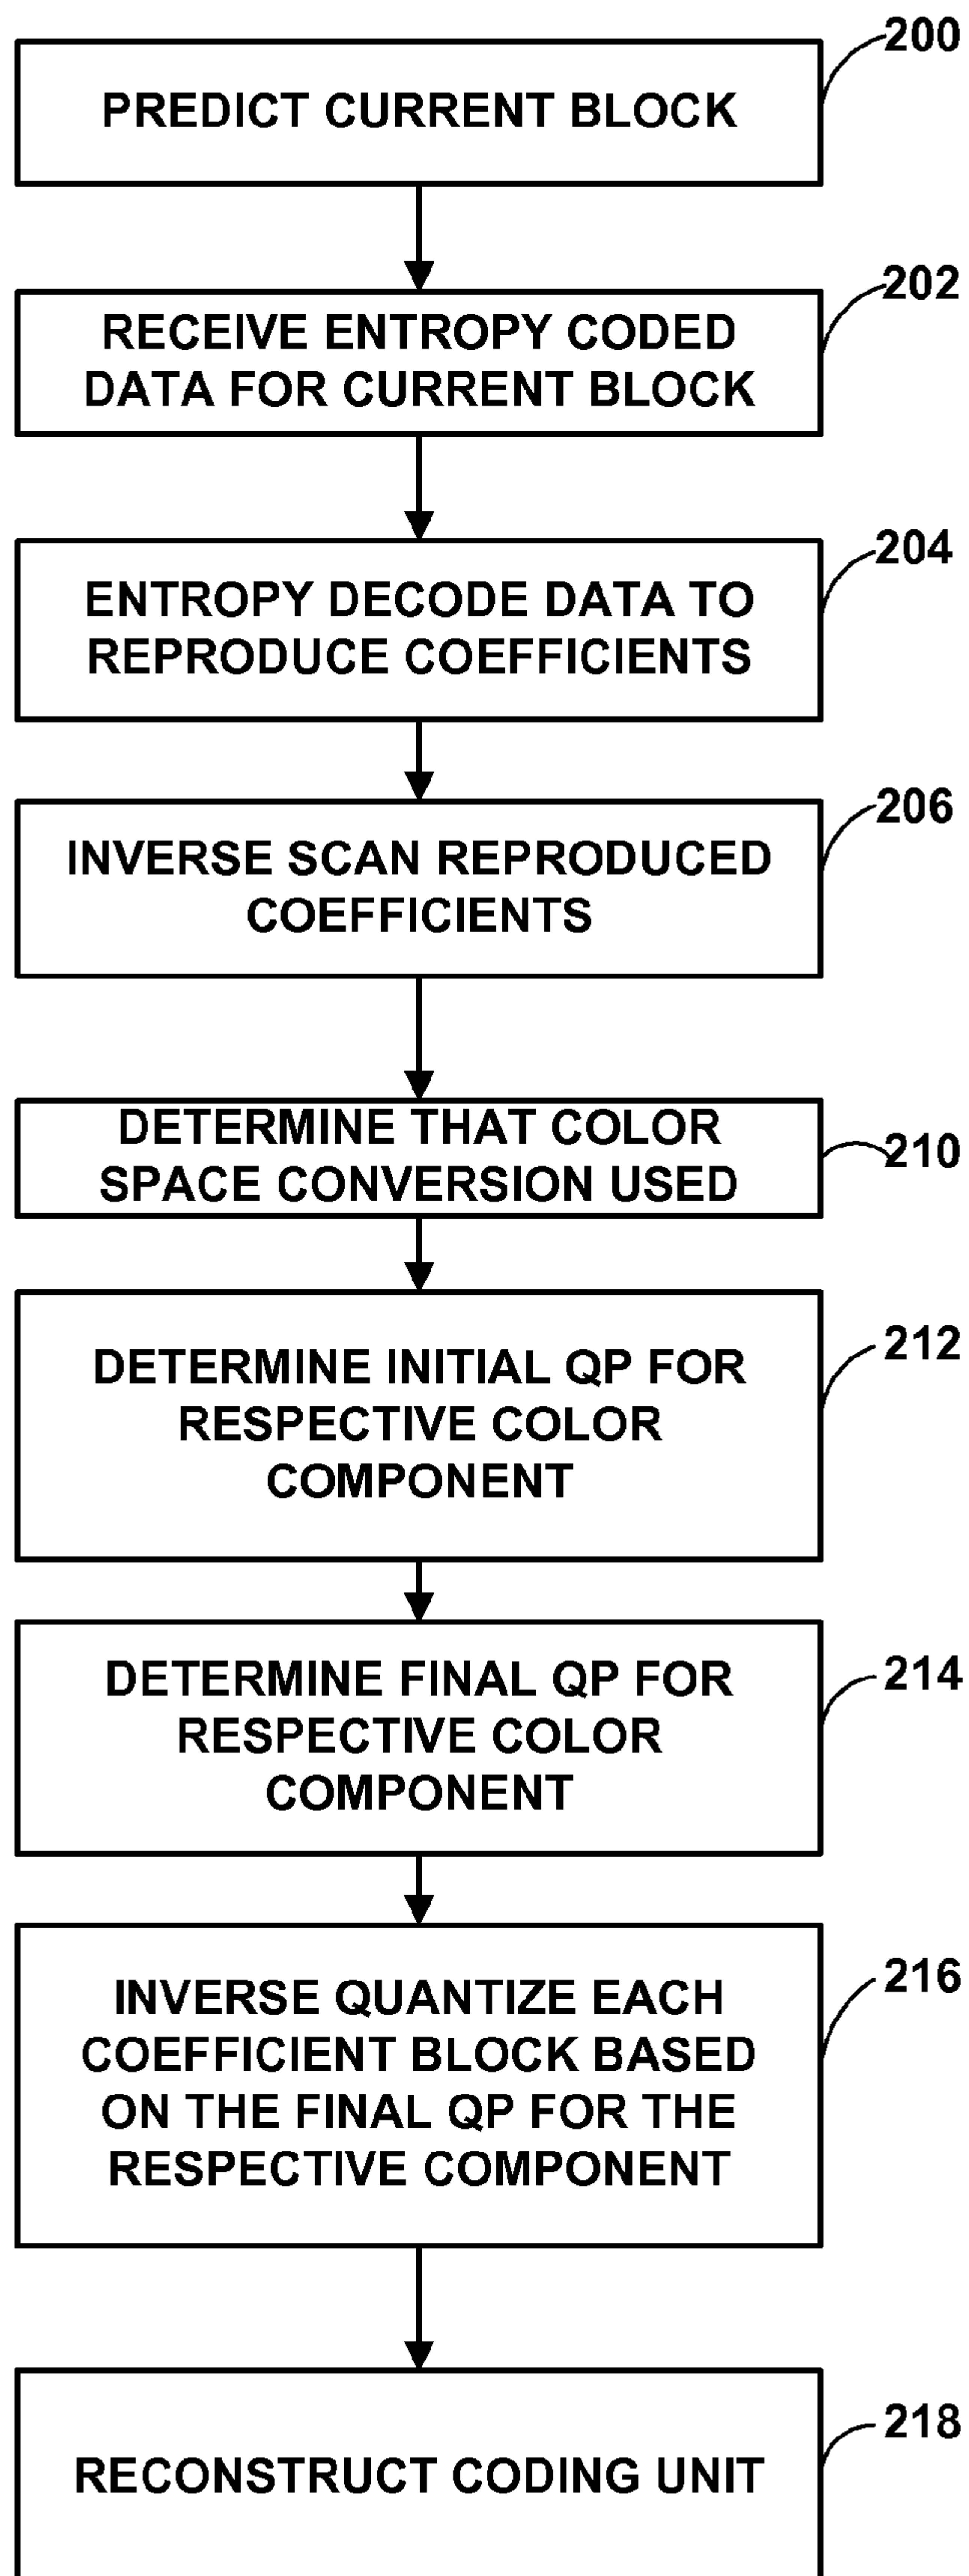 200
PREDICT CURRENT BLOCK
202
RECEIVE ENTROPY CODED
DATA FOR CURRENT BLOCK
204
ENTROPY DECODE DATA TO
REPRODUCE COEFFICIENTS
206
INVERSE SCAN REPRODUCED
COEFFICIENTS
210
DETERMINE THAT COLOR
SPACE CONVERSION USED
212
DETERMINE INITIAL QP FOR
RESPECTIVE COLOR
COMPONENT
214
DETERMINE FINAL QP FOR
RESPECTIVE COLOR
COMPONENT
216
INVERSE QUANTIZE EACH
COEFFICIENT BLOCK BASED
ON THE FINAL QP FOR THE
RESPECTIVE COMPONENT
218
RECONSTRUCT CODING UNIT